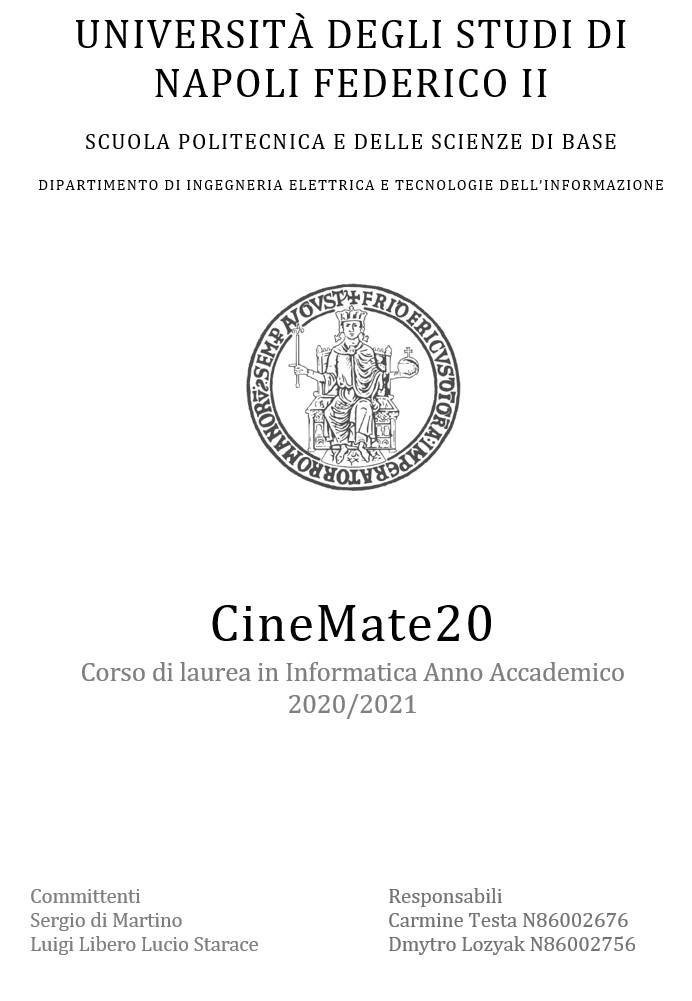 UNIVERSITÀ DEGLI STUDI DI
NAPOLI FEDERICO II
SCUOLA POLITECNICA E DELLE SCIENZE DI BASE
DIPARTIMENTO DI INGEGNERIA ELETTRICA E TECNOLOGIE DELL’INFORMAZIONE
CineMate20
Corso di laurea in Informatica Anno Accademico
2020/2021
Committenti
Sergio di Martino
Luigi Libero Lucio Starace
Responsabili
Carmine Testa N86002676
Dmytro Lozyak N86002756